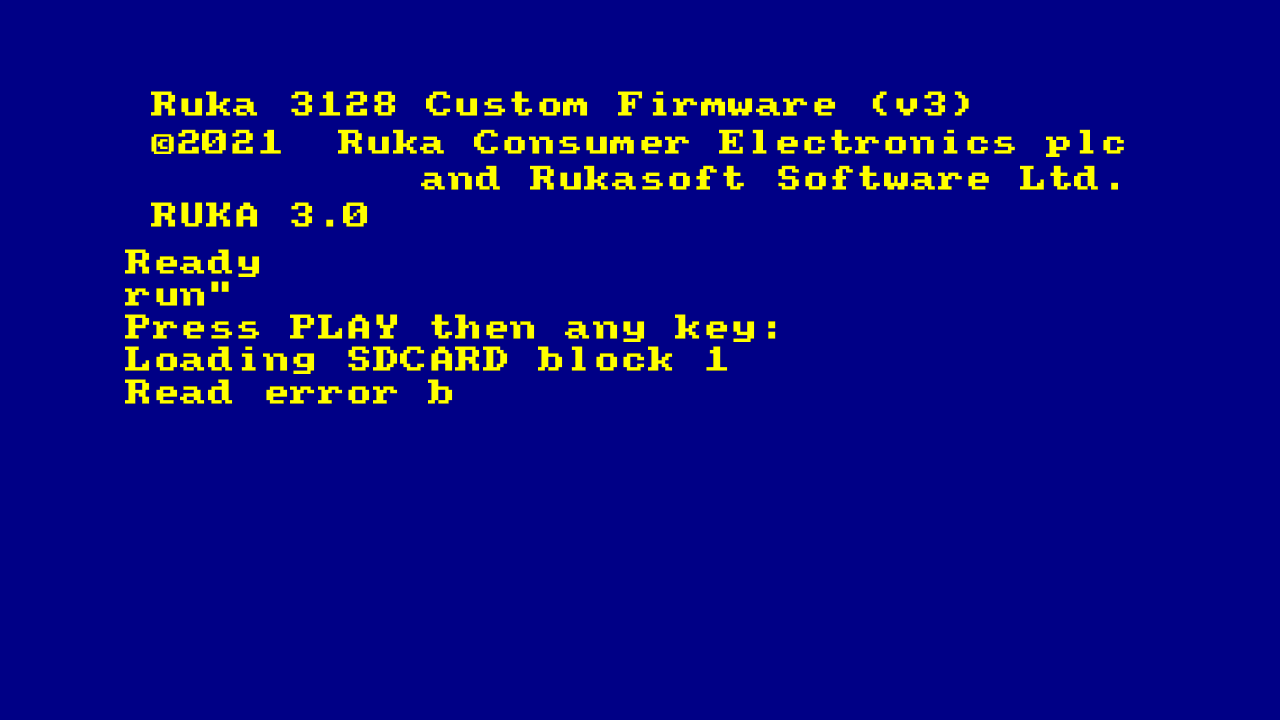 Ruka 3128 Custom Firmware (v3)
©2021 Ruka Consumer Electronics plc
and Rukasoft Software Ltd.
RUKA 3.0
Ready
run"
Press PLAY then any key:
Loading SDCARD block 1
Read error b